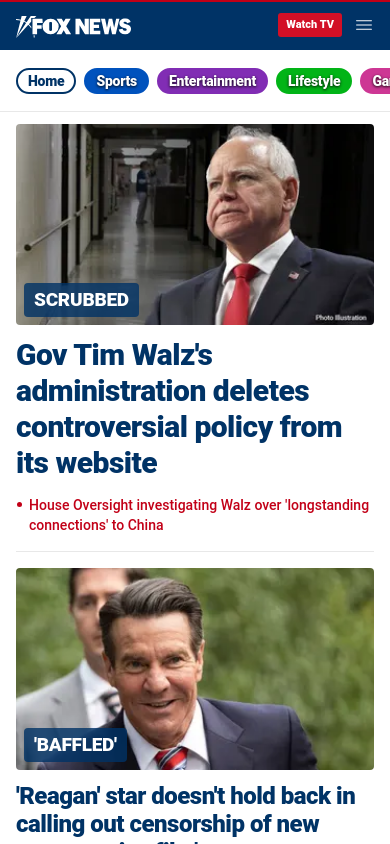 FOX NEWS
Watch TV
Home
Sports
Entertainment
Lifestyle
Ga
SCRUBBED
Photo Illustration
Gov Tim Walz's
administration deletes
controversial policy from
its website
• House Oversight investigating Walz over 'longstanding
connections' to China
'BAFFLED'
'Reagan' star doesn't hold back in
calling out censorship of new